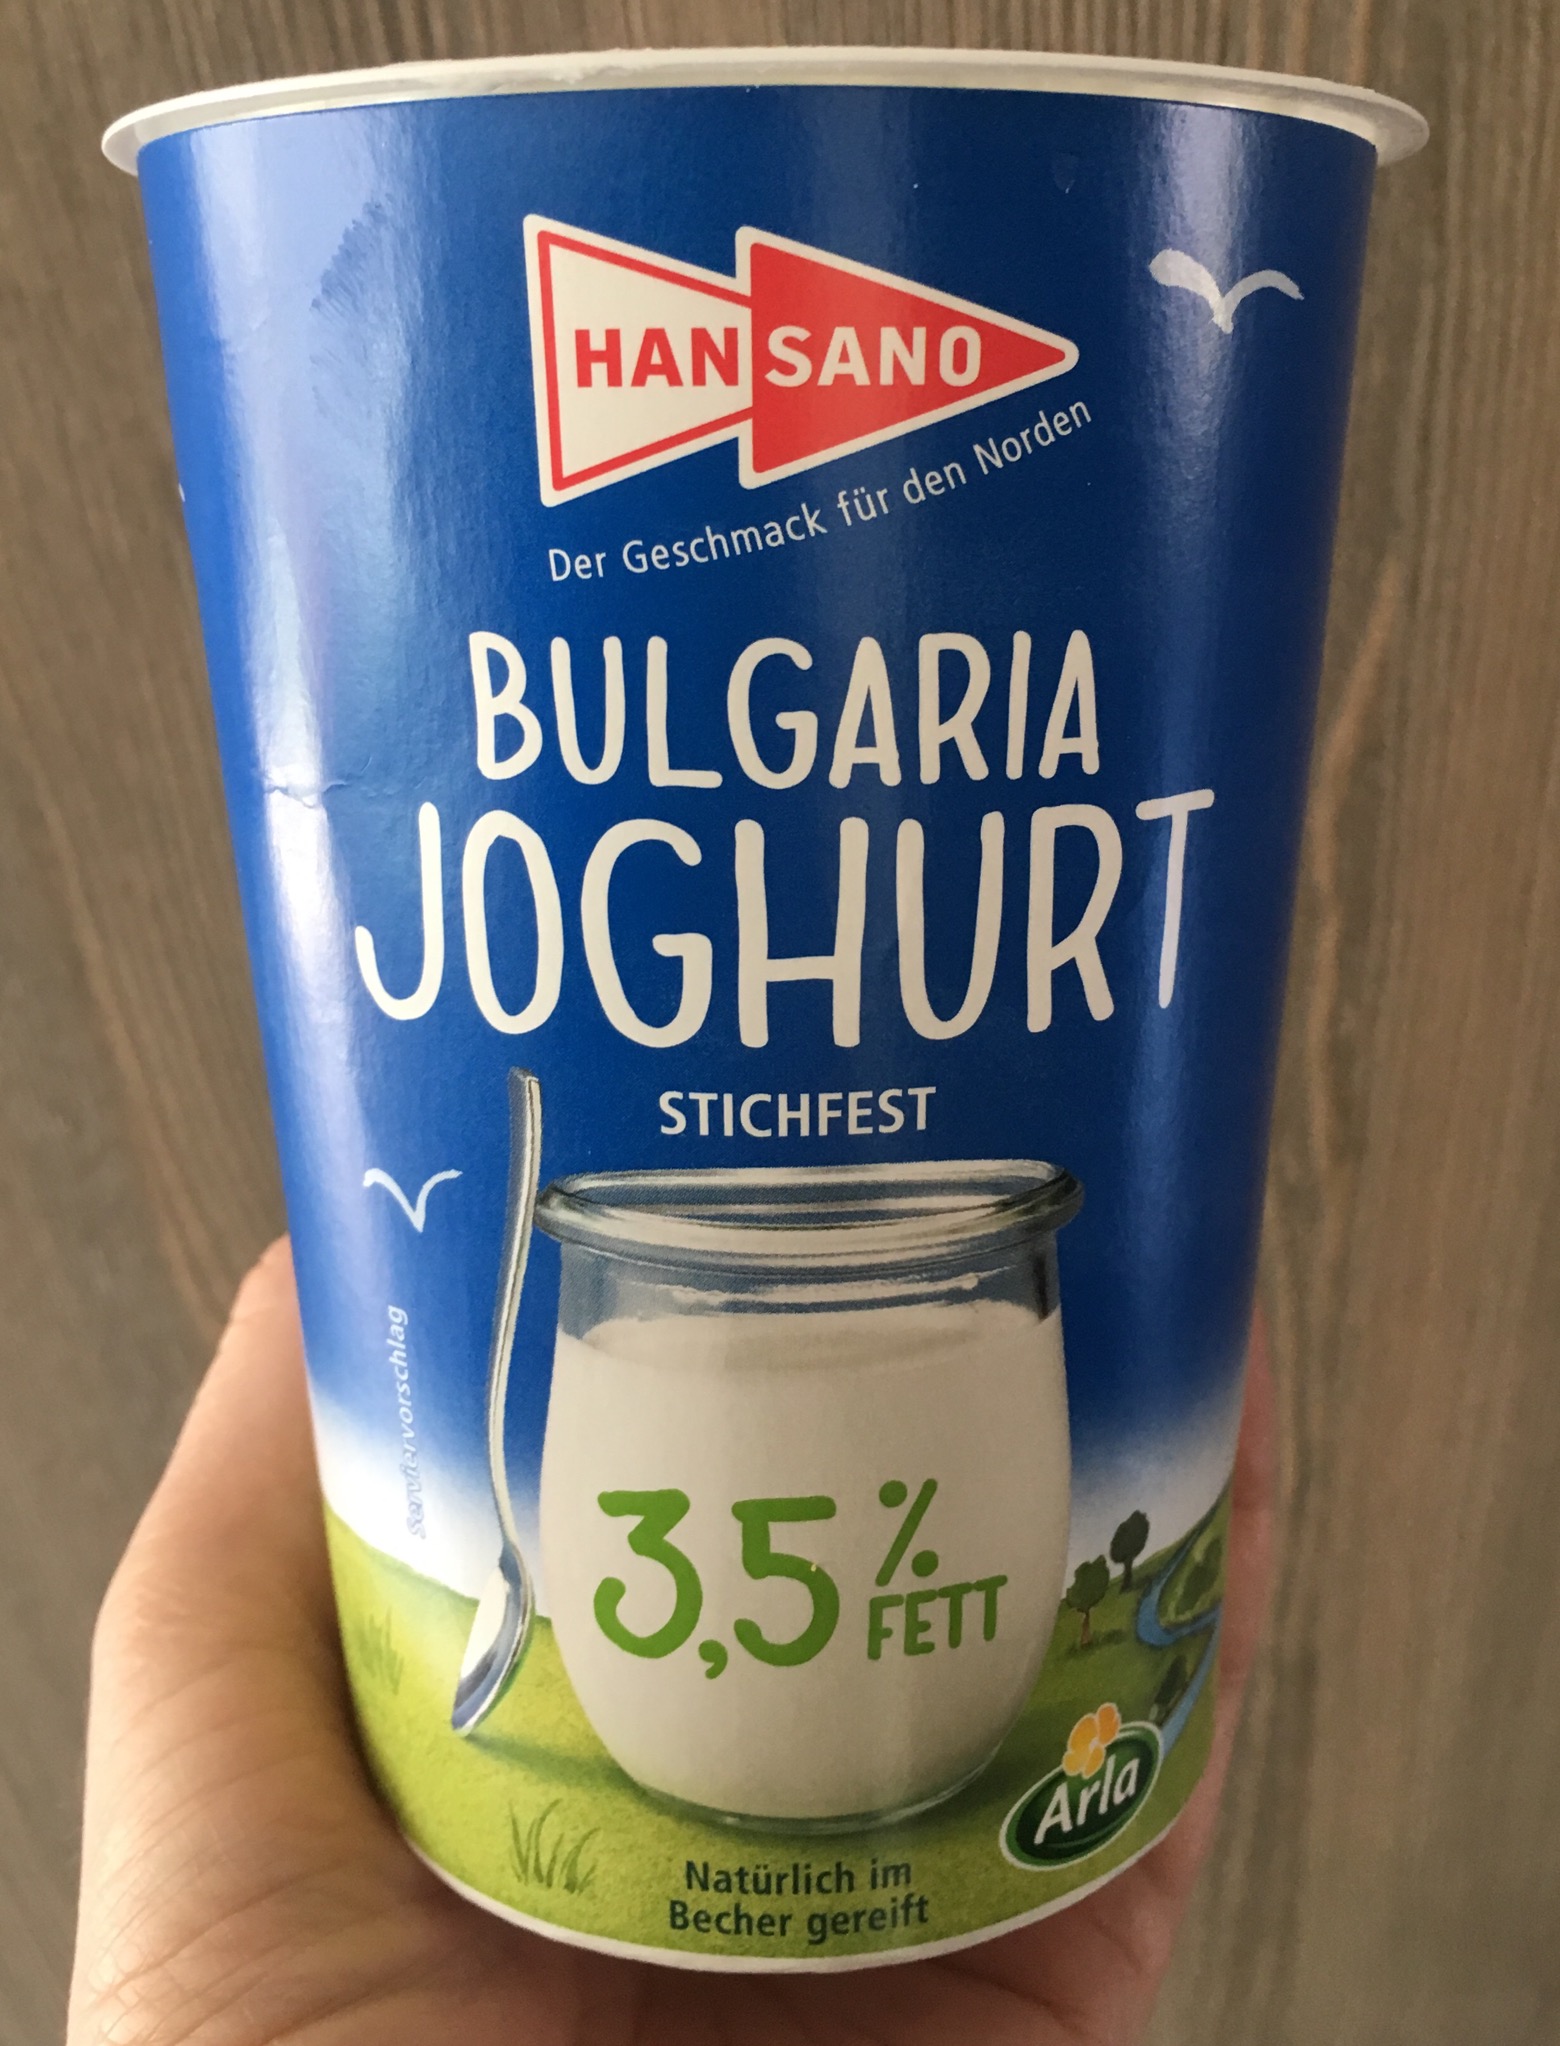 HANSANO
Der Geschmack für den Norden
BULGARIA
JOGHURT
STICHFEST
Serviervorschlag
3,5 %
FETT
Arla
Natürlich im
Becher gereift